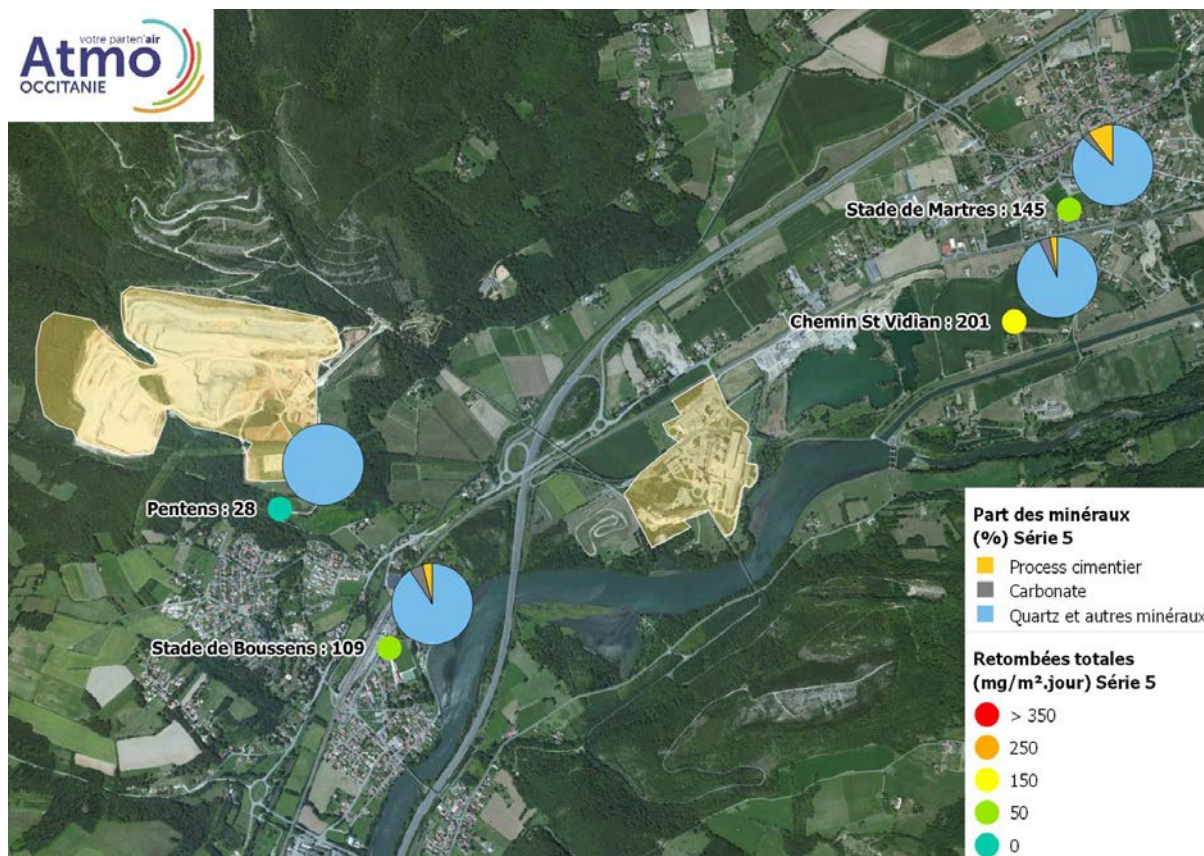 votre parten'air
Atmo
OCCITANIE
Stade de Martres : 145
Chemin St Vidian : 201
Pentens : 28
Stade de Boussens : 109
Part des minéraux
(%) Série 5
Process cimentier
Carbonate
Quartz et autres minéraux
Retombées totales
(mg/m².jour) Série 5
> 350
250
150
50
0